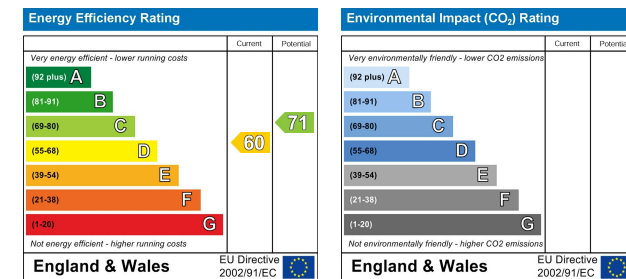 Energy Efficiency Rating
Current Potential
Very energy efficient - lower running costs
(92 plus) A
(81-91) B
(69-80) C
(55-68) D
(39-54) E
(21-38) F
(1-20) G
60
71
Not energy efficient - higher running costs
England & Wales
EU Directive
2002/91/EC
Environmental Impact (CO₂) Rating
Current Potential
Very environmentally friendly - lower CO2 emissions
(92 plus) A
(81-91) B
(69-80) C
(55-68) D
(39-54) E
(21-38) F
(1-20) G
Not environmentally friendly - higher CO2 emissions
England & Wales
EU Directive
2002/91/EC